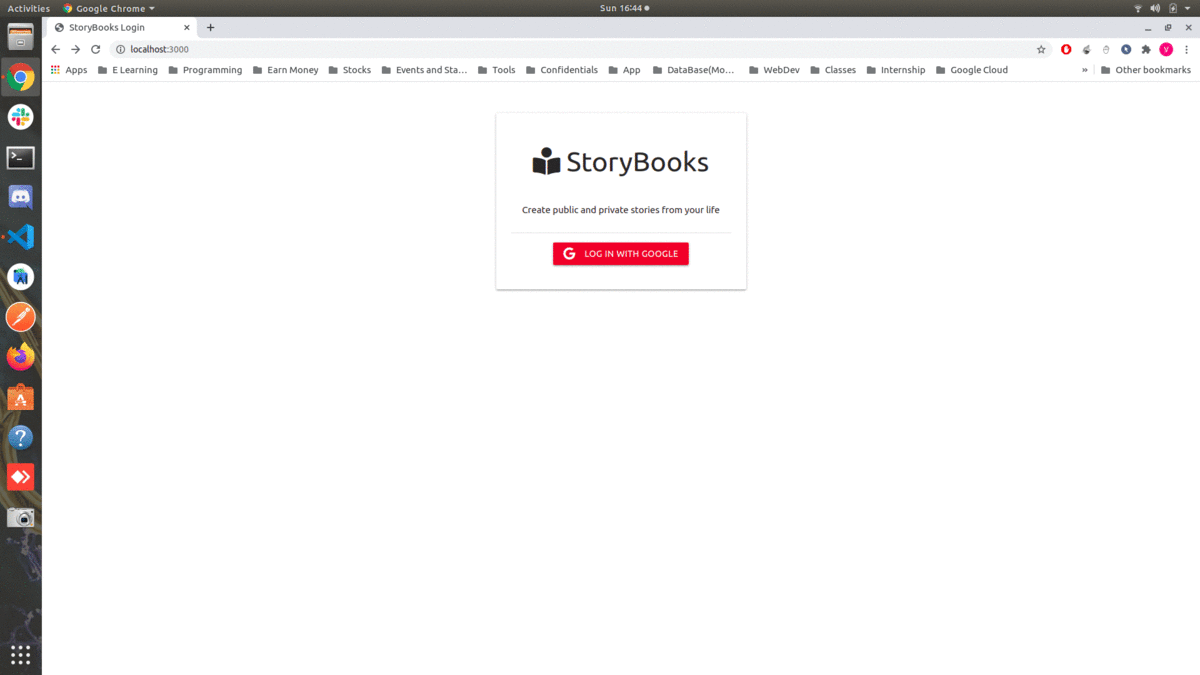 Activities Google Chrome Sun 16:44
StoryBooks Login
localhost:3000 V
Apps E Learning Programming Earn Money Stocks Events and Sta... Tools Confidentials App DataBase(Mo... WebDev Classes Internship Google Cloud » Other bookmarks
StoryBooks
Create public and private stories from your life
G LOG IN WITH GOOGLE